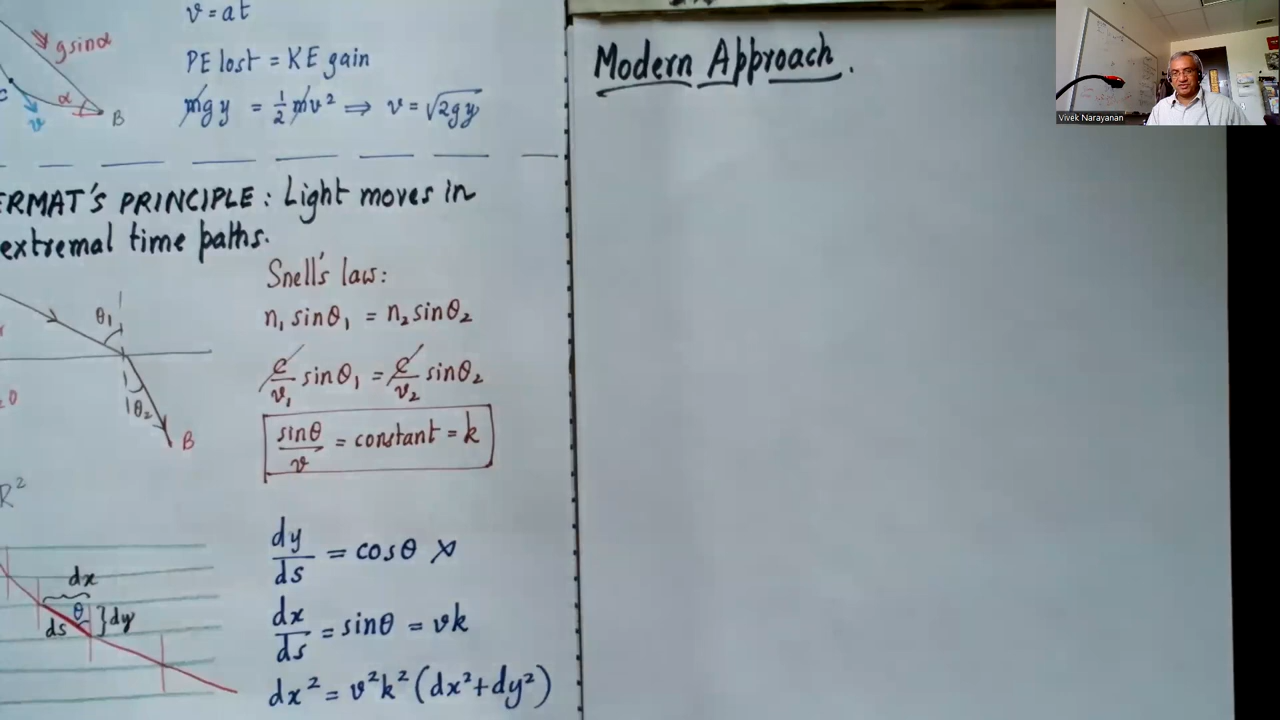 v = at
g sinα
PE lost = KE gain
C
α
B
v
mgy = ½ mv² ⟹ v = √2gy
Modern Approach.
Vivek Narayanan
ERMAT'S PRINCIPLE : Light moves in
extremal time paths.
Snell's law:
θ₁
n₁ sinθ₁ = n₂ sinθ₂
c/v₁ sinθ₁ = c/v₂ sinθ₂
θ₂
B
sinθ/v = constant = k
R²
dy/ds = cosθ
dx
θ
ds
dy
dx/ds = sinθ = vk
dx² = v²k² (dx²+dy²)